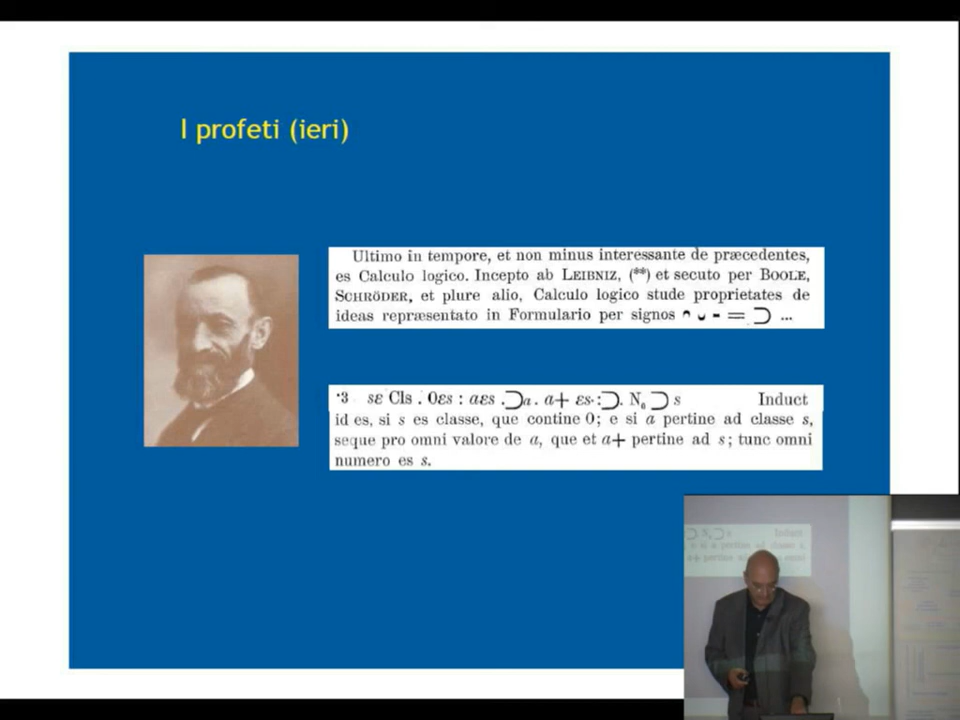 I profeti (ieri)
Ultimo in tempore, et non minus interessante de præcedentes,
es Calculo logico. Incepto ab LEIBNIZ, (**) et secuto per BOOLE,
SCHRÖDER, et plure alio, Calculo logico stude proprietates de
ideas repræsentato in Formulario per signos ⌢ ⌣ - = ⊃ ...
·3 sε Cls . 0εs : aεs .⊃a. a+ εs :⊃. N₀ ⊃ s Induct
id es, si s es classe, que contine 0; e si a pertine ad classe s,
seque pro omni valore de a, que et a+ pertine ad s; tunc omni
numero es s.